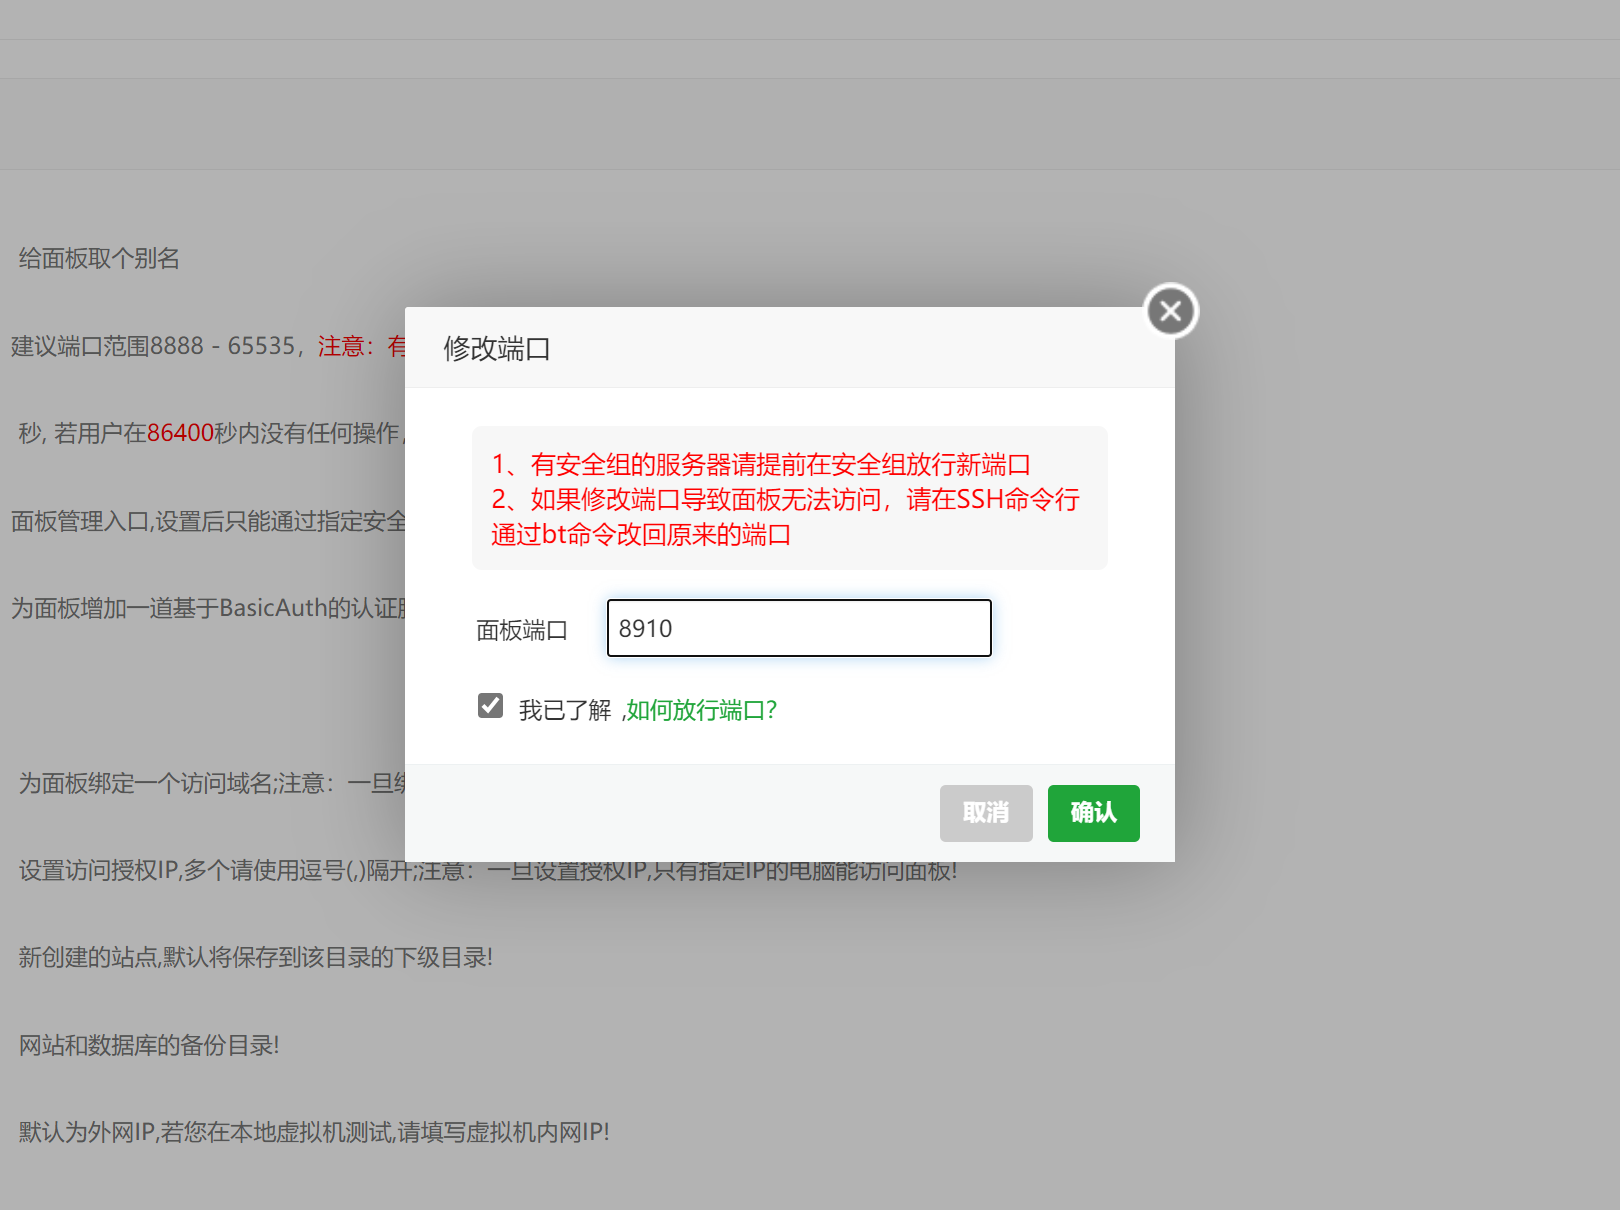 给面板取个别名
建议端口范围8888 - 65535，注意：有
秒, 若用户在86400秒内没有任何操作,
面板管理入口,设置后只能通过指定安全
为面板增加一道基于BasicAuth的认证
为面板绑定一个访问域名;注意：一旦
设置访问授权IP,多个请使用逗号(,)隔开;注意：一旦设置授权IP,只有指定IP的电脑能访问面板!
新创建的站点,默认将保存到该目录的下级目录!
网站和数据库的备份目录!
默认为外网IP,若您在本地虚拟机测试,请填写虚拟机内网IP!
修改端口
1、有安全组的服务器请提前在安全组放行新端口
2、如果修改端口导致面板无法访问，请在SSH命令行
通过bt命令改回原来的端口
面板端口 8910
我已了解 ,如何放行端口?
取消 确认